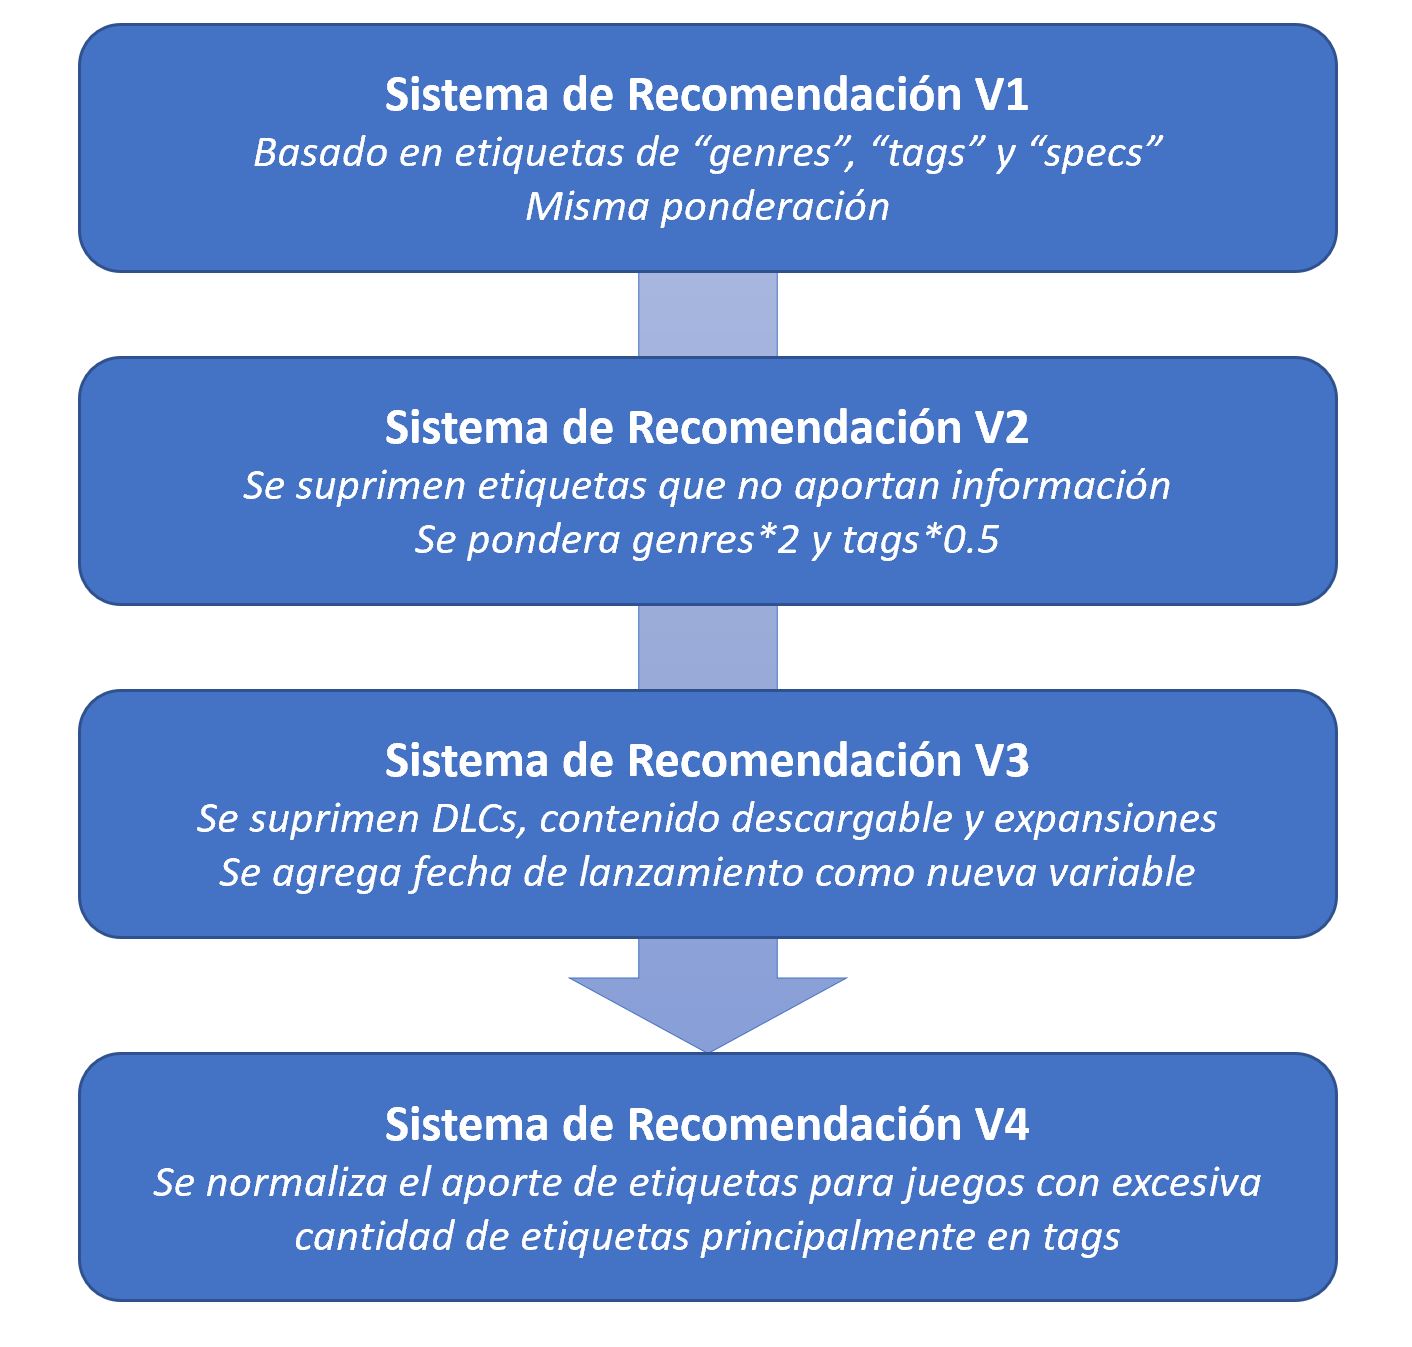 Sistema de Recomendación V1
Basado en etiquetas de “genres”, “tags” y “specs”
Misma ponderación
Sistema de Recomendación V2
Se suprimen etiquetas que no aportan información
Se pondera genres*2 y tags*0.5
Sistema de Recomendación V3
Se suprimen DLCs, contenido descargable y expansiones
Se agrega fecha de lanzamiento como nueva variable
Sistema de Recomendación V4
Se normaliza el aporte de etiquetas para juegos con excesiva
cantidad de etiquetas principalmente en tags